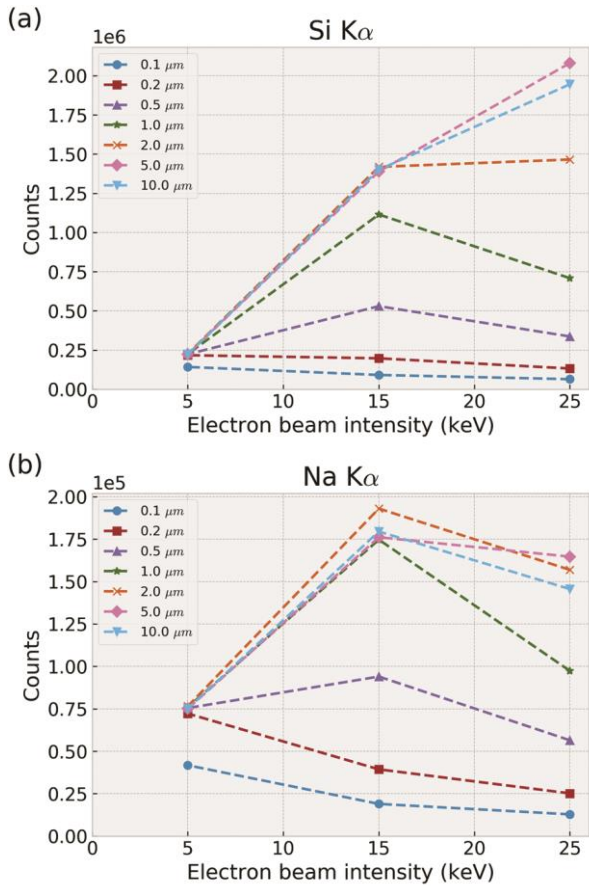 (a)
Si Kα
1e6
0.1 μm
0.2 μm
0.5 μm
1.0 μm
2.0 μm
5.0 μm
10.0 μm
2.00
1.75
1.50
1.25
1.00
0.75
0.50
0.25
0.00
Counts
0 5 10 15 20 25
Electron beam intensity (keV)
(b)
Na Kα
1e5
0.1 μm
0.2 μm
0.5 μm
1.0 μm
2.0 μm
5.0 μm
10.0 μm
2.00
1.75
1.50
1.25
1.00
0.75
0.50
0.25
0.00
Counts
0 5 10 15 20 25
Electron beam intensity (keV)